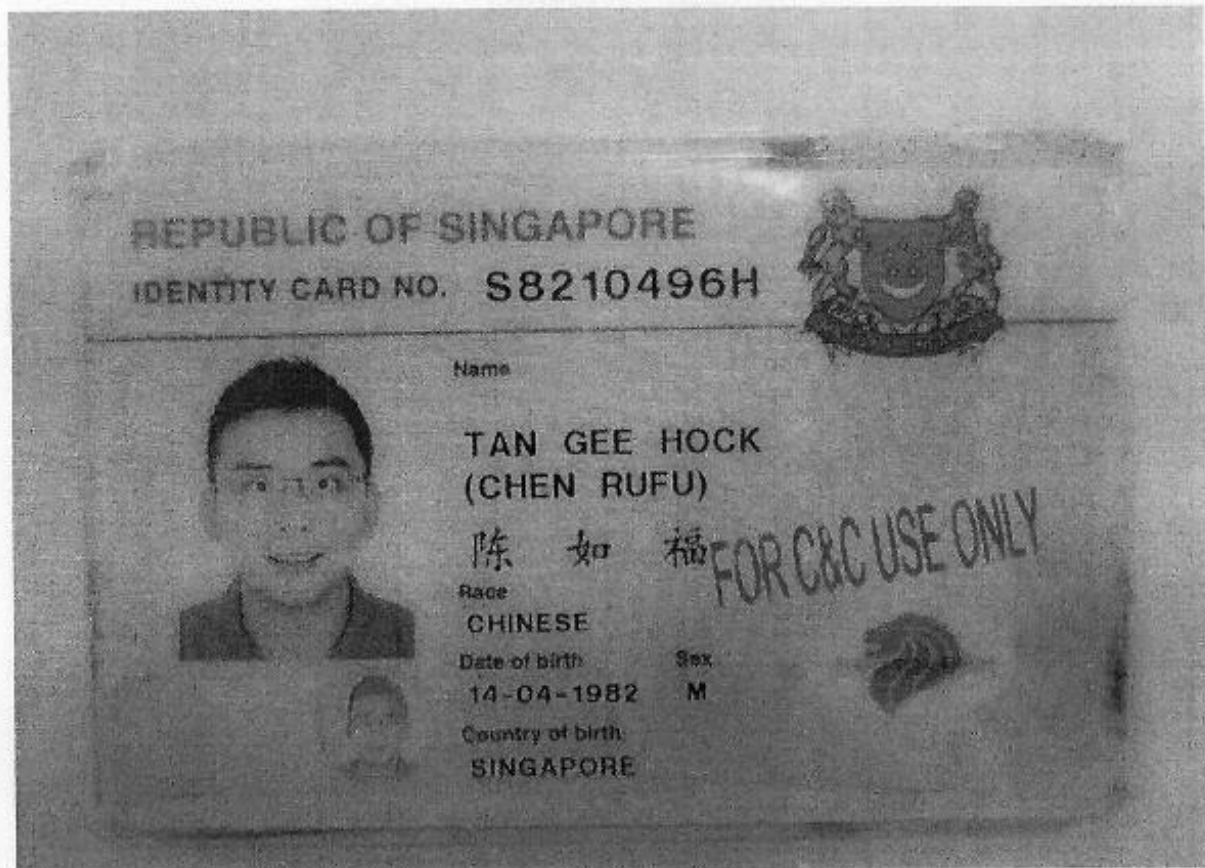 REPUBLIC OF SINGAPORE
IDENTITY CARD NO. S8210496H
Name
TAN GEE HOCK
(CHEN RUFU)
陈 如 福
FOR C&C USE ONLY
Race
CHINESE
Date of birth Sex
14-04-1982 M
Country of birth
SINGAPORE